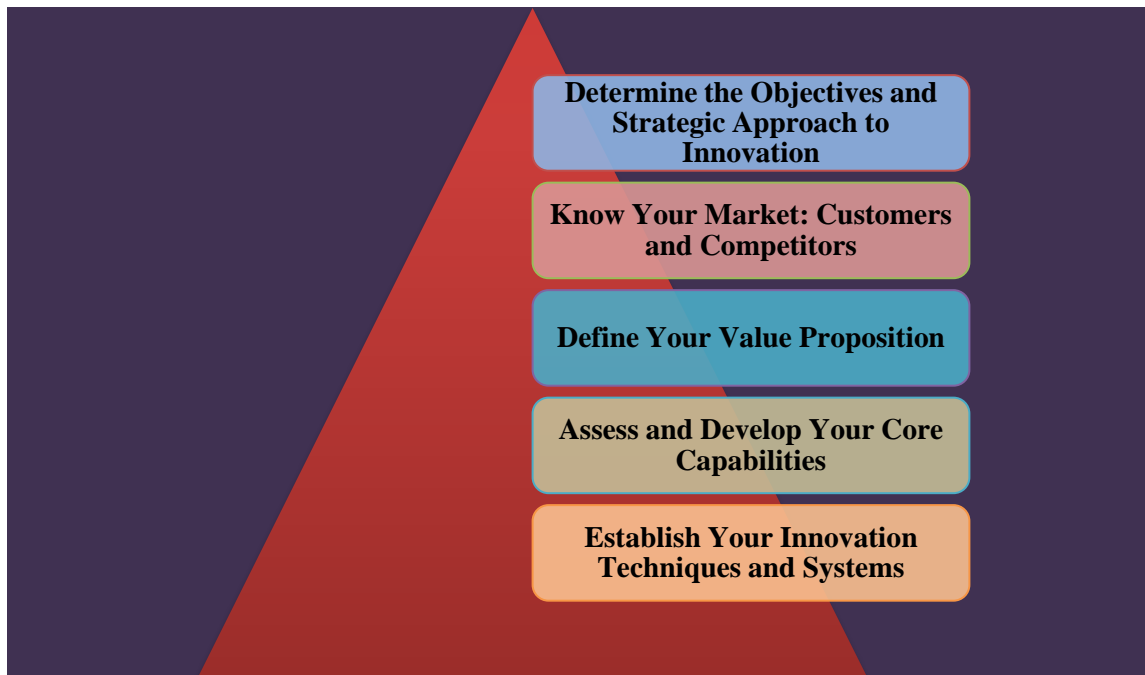 Determine the Objectives and
Strategic Approach to
Innovation
Know Your Market: Customers
and Competitors
Define Your Value Proposition
Assess and Develop Your Core
Capabilities
Establish Your Innovation
Techniques and Systems